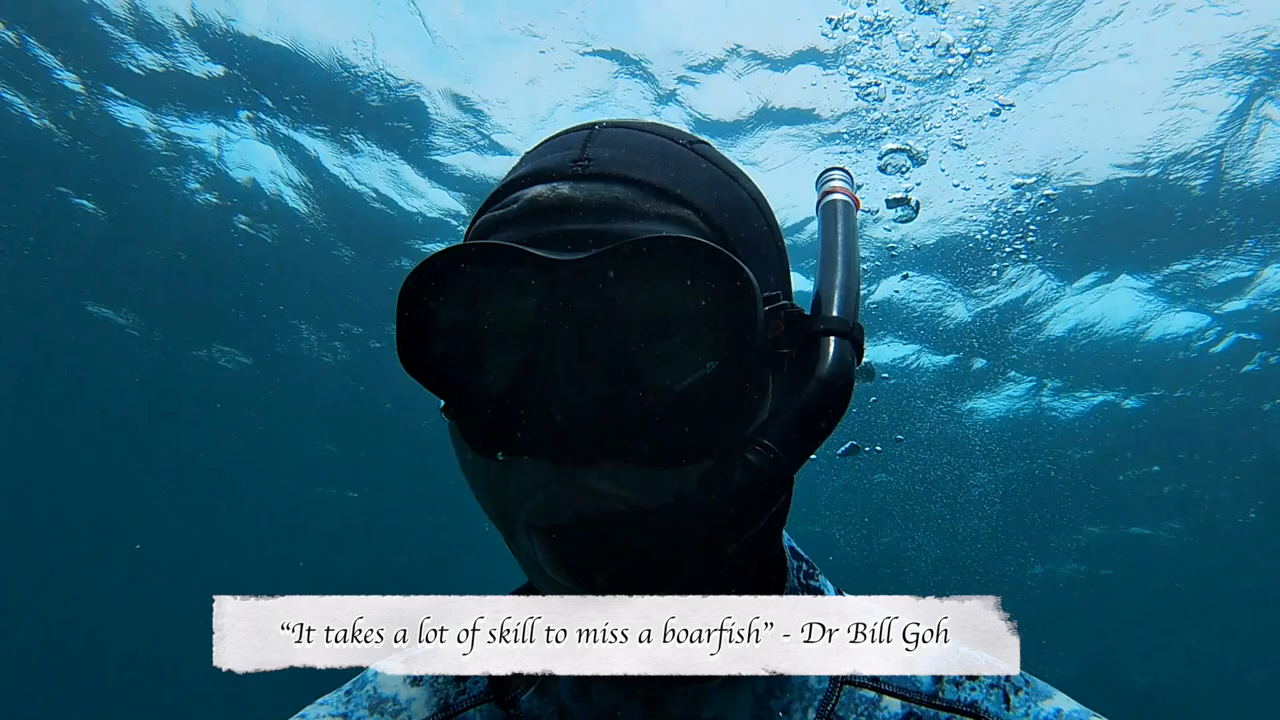 “It takes a lot of skill to miss a boarfish” - Dr Bill Goh